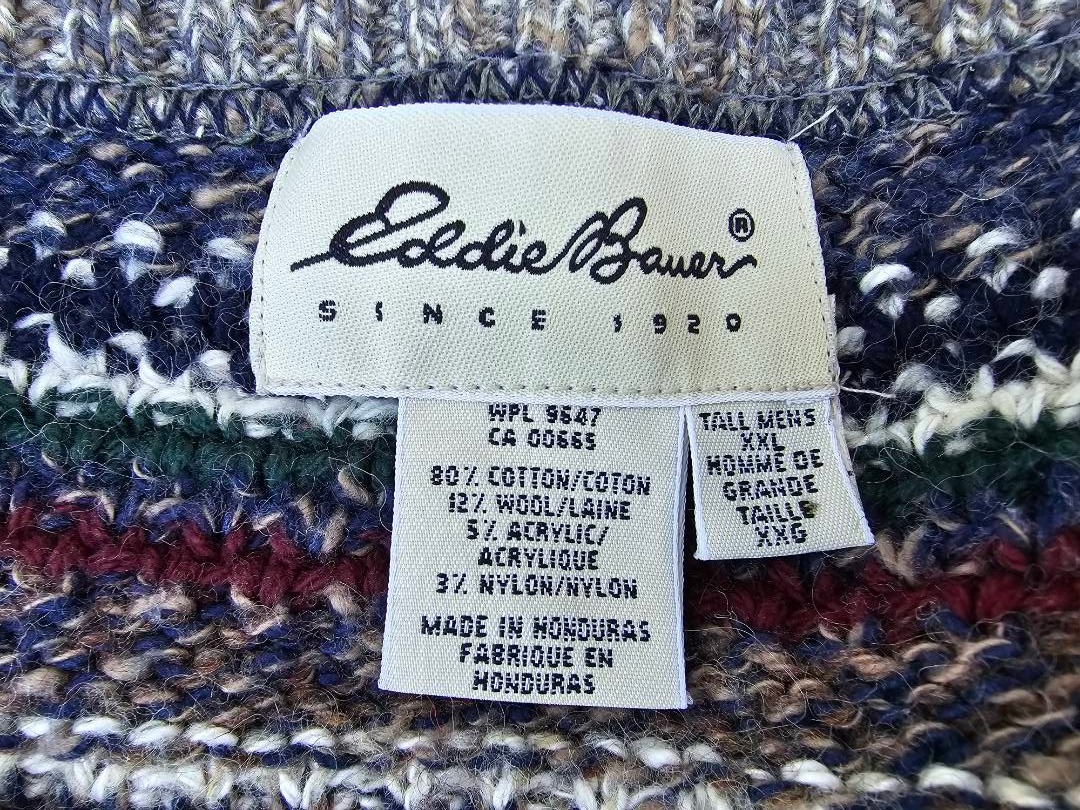 Eddie Bauer®
SINCE 1920
WPL 9647
CA 00665
80% COTTON/COTON
12% WOOL/LAINE
5% ACRYLIC/
ACRYLIQUE
3% NYLON/NYLON
MADE IN HONDURAS
FABRIQUE EN
HONDURAS
TALL MENS
XXL
HOMME DE
GRANDE
TAILLE
XXG